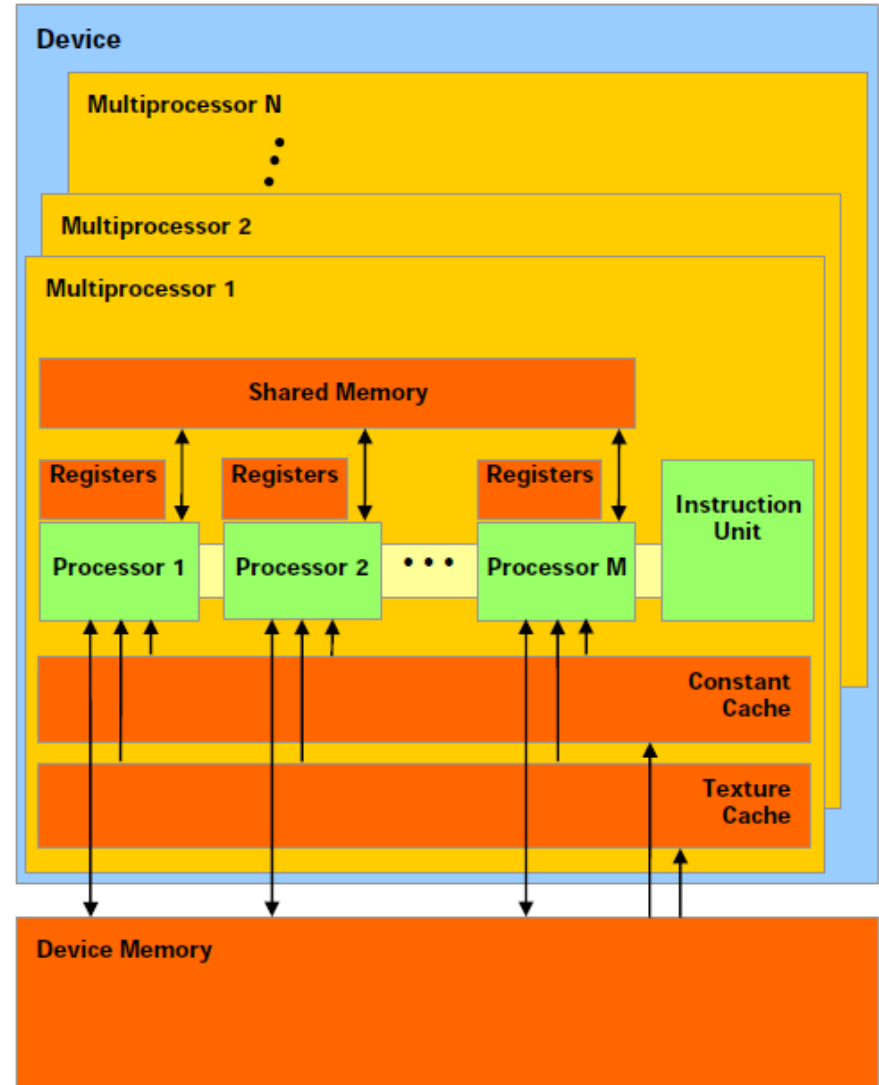 Device
Multiprocessor N
Multiprocessor 2
Multiprocessor 1
Shared Memory
Registers
Registers
Registers
Instruction
Unit
Processor 1
Processor 2
• • •
Processor M
Constant
Cache
Texture
Cache
Device Memory